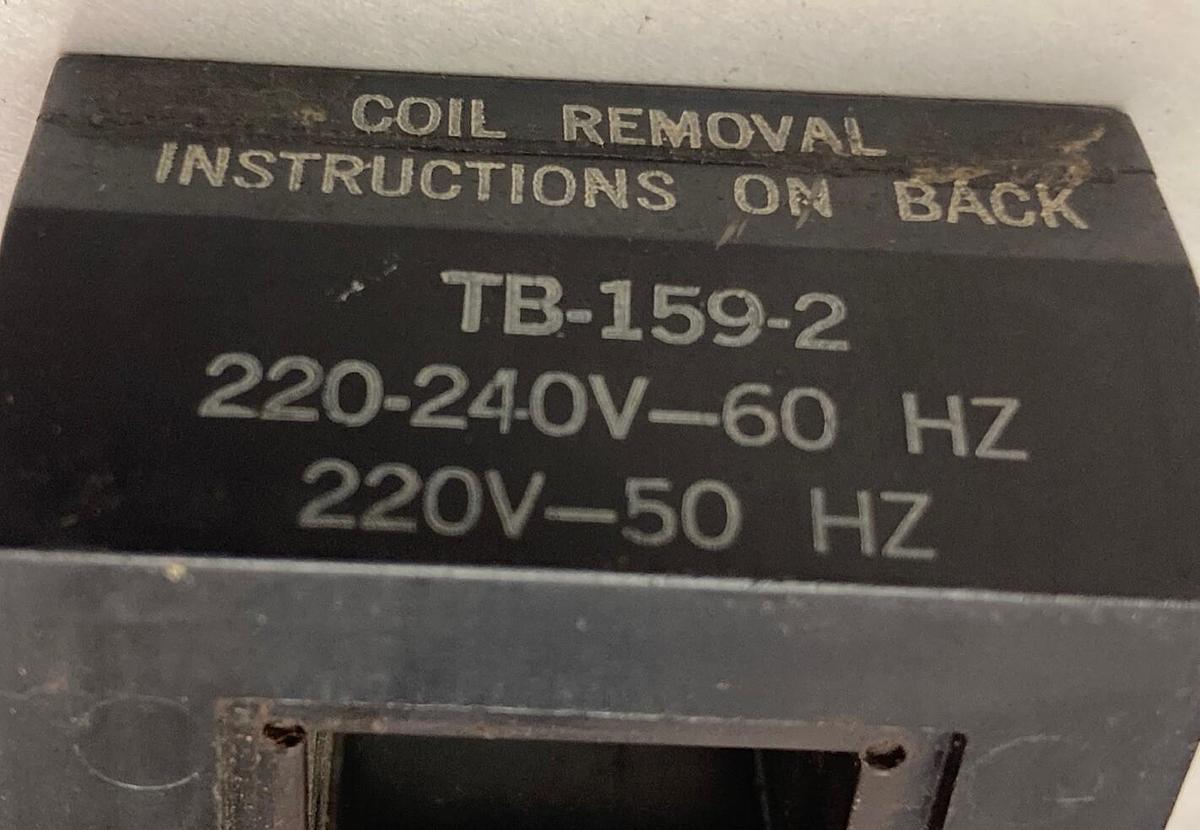 COIL REMOVAL
INSTRUCTIONS ON BACK
TB-159-2
220-240V—60 HZ
220V—50 HZ